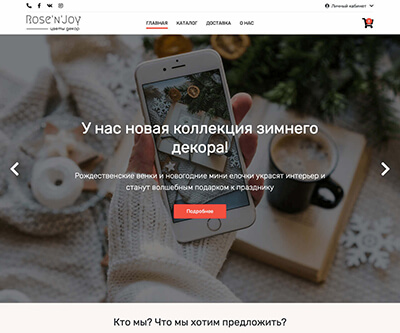 Личный кабинет
Rose'n'Joy
цветы декор
ГЛАВНАЯ КАТАЛОГ ДОСТАВКА О НАС
У нас новая коллекция зимнего
декора!
Рождественские венки и новогодние мини елочки украсят интерьер и
станут волшебным подарком к празднику
Подробнее
Кто мы? Что мы хотим предложить?